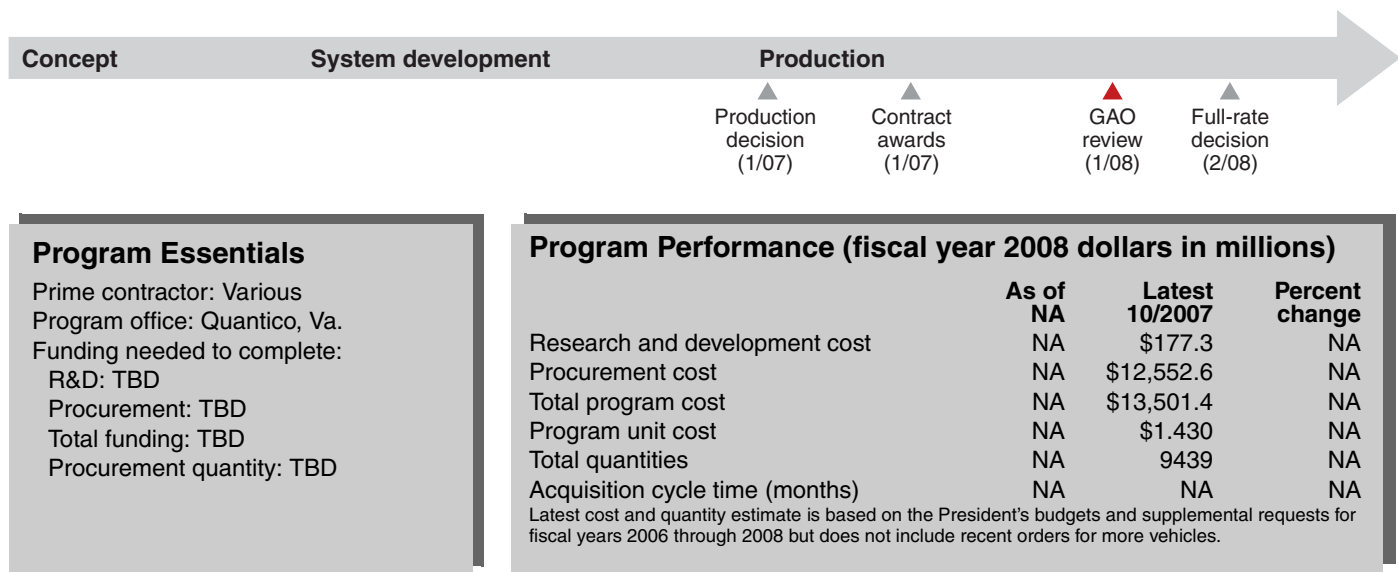 Concept System development Production
Production decision (1/07)
Contract awards (1/07)
GAO review (1/08)
Full-rate decision (2/08)
Program Essentials
Prime contractor: Various
Program office: Quantico, Va.
Funding needed to complete:
R&D: TBD
Procurement: TBD
Total funding: TBD
Procurement quantity: TBD
Program Performance (fiscal year 2008 dollars in millions)
As of NA Latest 10/2007 Percent change
Research and development cost NA $177.3 NA
Procurement cost NA $12,552.6 NA
Total program cost NA $13,501.4 NA
Program unit cost NA $1.430 NA
Total quantities NA 9439 NA
Acquisition cycle time (months) NA NA NA
Latest cost and quantity estimate is based on the President's budgets and supplemental requests for
fiscal years 2006 through 2008 but does not include recent orders for more vehicles.